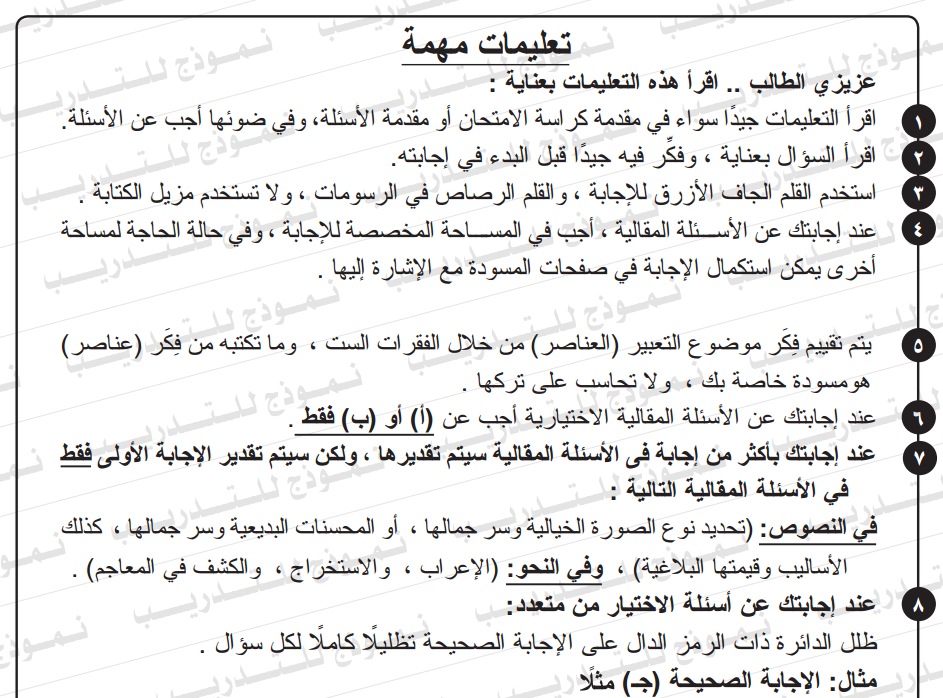 تعليمات مهمة
عزيزي الطالب .. اقرأ هذه التعليمات بعناية :
١ اقرأ التعليمات جيدًا سواء في مقدمة كراسة الامتحان أو مقدمة الأسئلة، وفي ضوئها أجب عن الأسئلة.
٢ اقرأ السؤال بعناية ، وفكِّر فيه جيدًا قبل البدء في إجابته.
٣ استخدم القلم الجاف الأزرق للإجابة ، والقلم الرصاص في الرسومات ، ولا تستخدم مزيل الكتابة .
٤ عند إجابتك عن الأسـئلة المقالية ، أجب في المسـاحة المخصصة للإجابة ، وفي حالة الحاجة لمساحة
أخرى يمكن استكمال الإجابة في صفحات المسودة مع الإشارة إليها .
٥ يتم تقييم فِكَر موضوع التعبير (العناصر) من خلال الفقرات الست ، وما تكتبه من فِكَر (عناصر)
هومسودة خاصة بك ، ولا تحاسب على تركها .
٦ عند إجابتك عن الأسئلة المقالية الاختيارية أجب عن (أ) أو (ب) فقط .
٧ عند إجابتك بأكثر من إجابة فى الأسئلة المقالية سيتم تقديرها ، ولكن سيتم تقدير الإجابة الأولى فقط
في الأسئلة المقالية التالية :
في النصوص: (تحديد نوع الصورة الخيالية وسر جمالها ، أو المحسنات البديعية وسر جمالها ، كذلك
الأساليب وقيمتها البلاغية) ، وفي النحو: (الإعراب ، والاستخراج ، والكشف في المعاجم) .
٨ عند إجابتك عن أسئلة الاختيار من متعدد:
ظلل الدائرة ذات الرمز الدال على الإجابة الصحيحة تظليلًا كاملًا لكل سؤال .
مثال: الإجابة الصحيحة (جـ) مثلًا
نـمـوذج للـتـدريـب